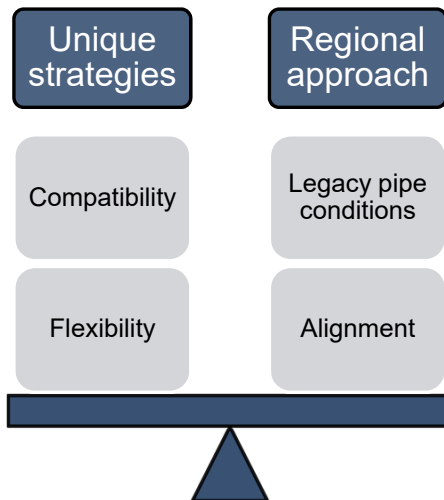 Unique
strategies
Regional
approach
Compatibility
Legacy pipe
conditions
Flexibility
Alignment